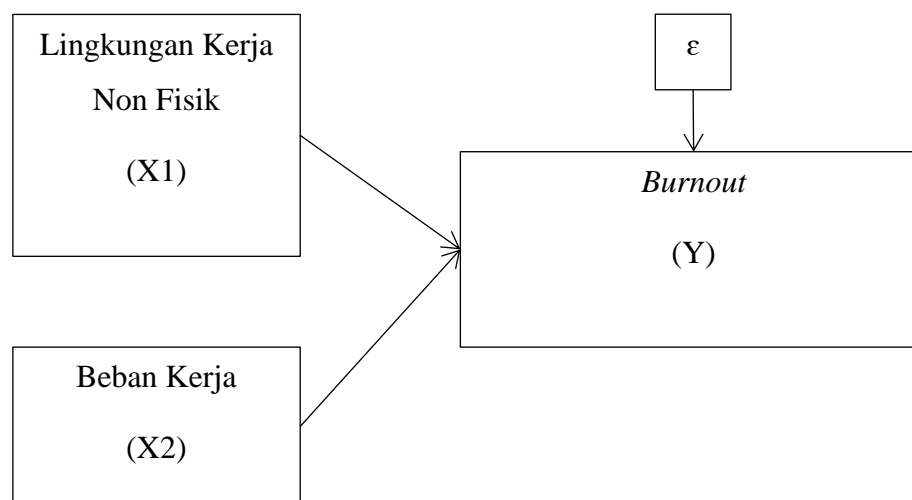 Lingkungan Kerja
Non Fisik
(X1)
ε
Burnout
(Y)
Beban Kerja
(X2)